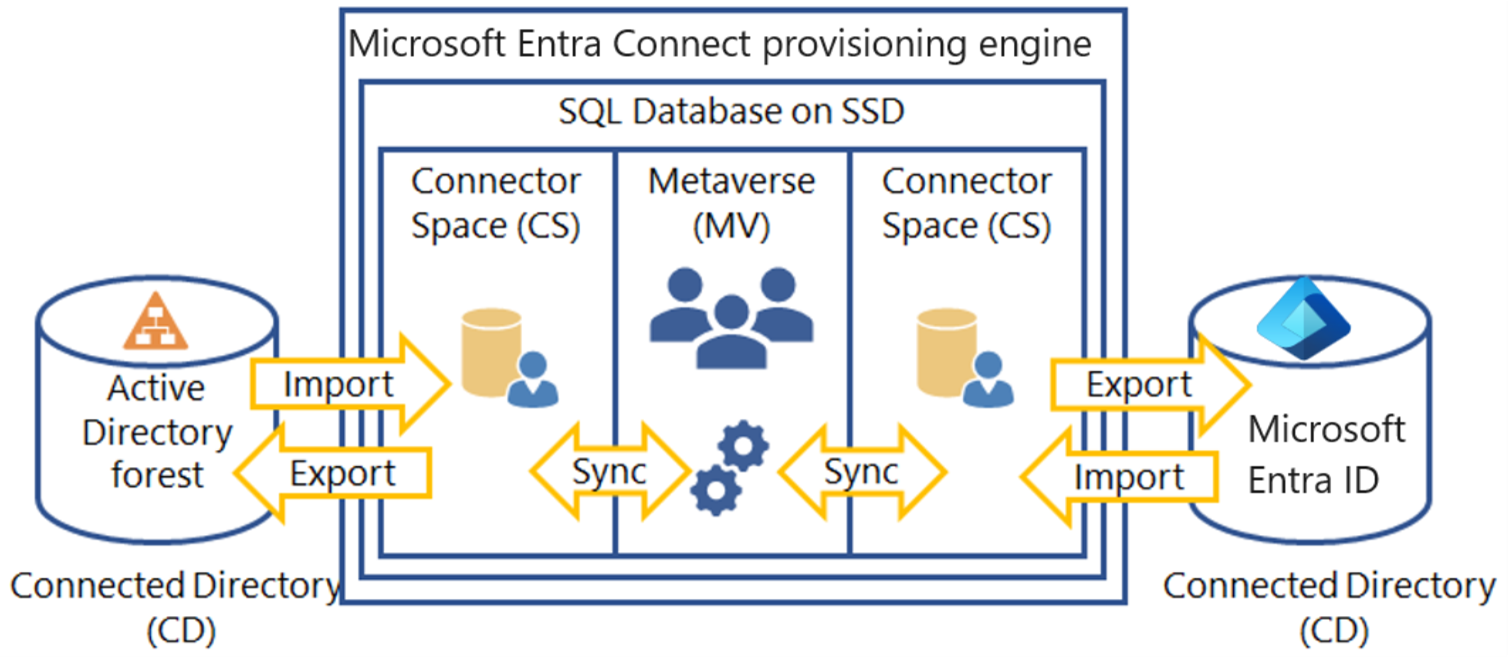 Microsoft Entra Connect provisioning engine
SQL Database on SSD
Connector
Space (CS)
Metaverse
(MV)
Connector
Space (CS)
Active
Directory
forest
Import
Export
Sync
Sync
Export
Import
Microsoft
Entra ID
Connected Directory
(CD)
Connected Directory
(CD)